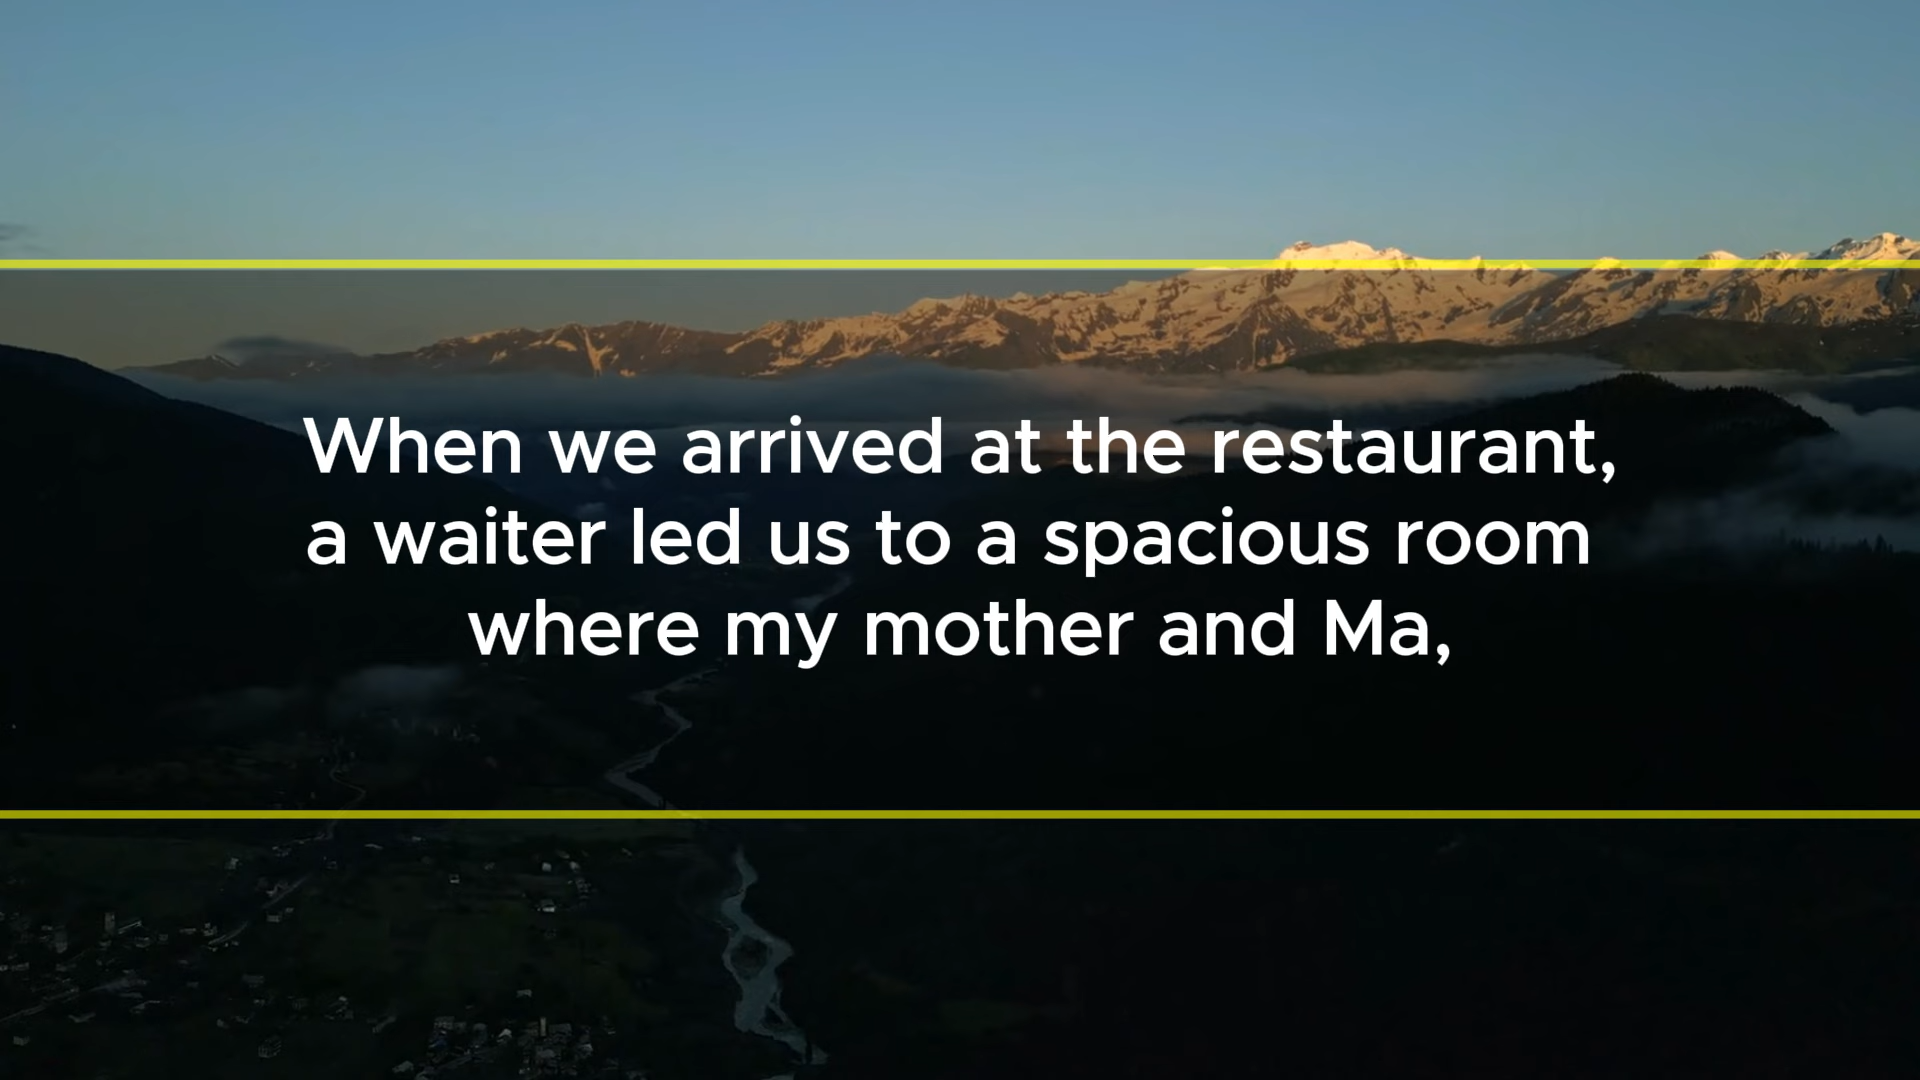 When we arrived at the restaurant,
a waiter led us to a spacious room
where my mother and Ma,